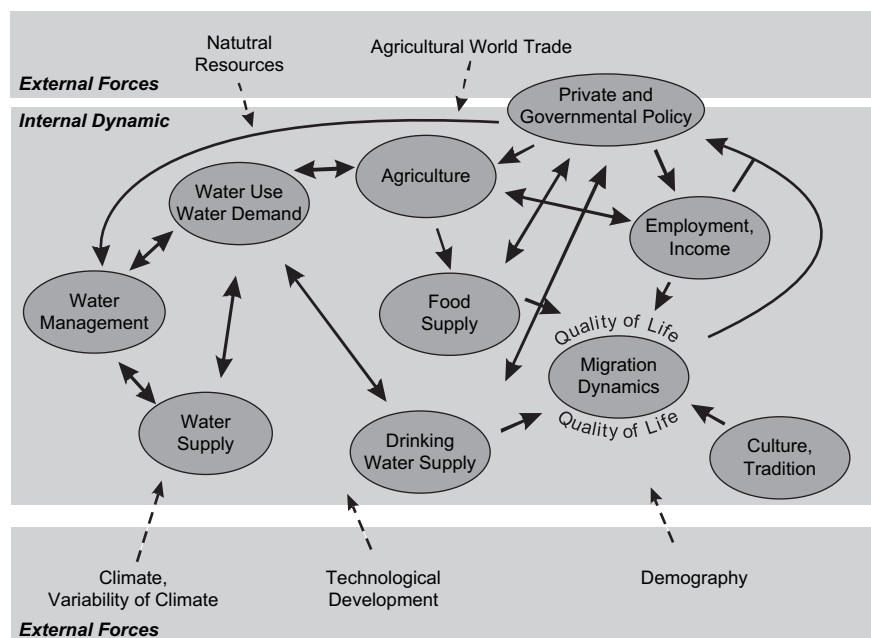 Natutral
Resources
Agricultural World Trade
External Forces
Private and
Governmental Policy
Internal Dynamic
Agriculture
Water Use
Water Demand
Employment,
Income
Water
Management
Food
Supply
Quality of Life
Migration
Dynamics
Quality of Life
Water
Supply
Drinking
Water Supply
Culture,
Tradition
Climate,
Variability of Climate
Technological
Development
Demography
External Forces